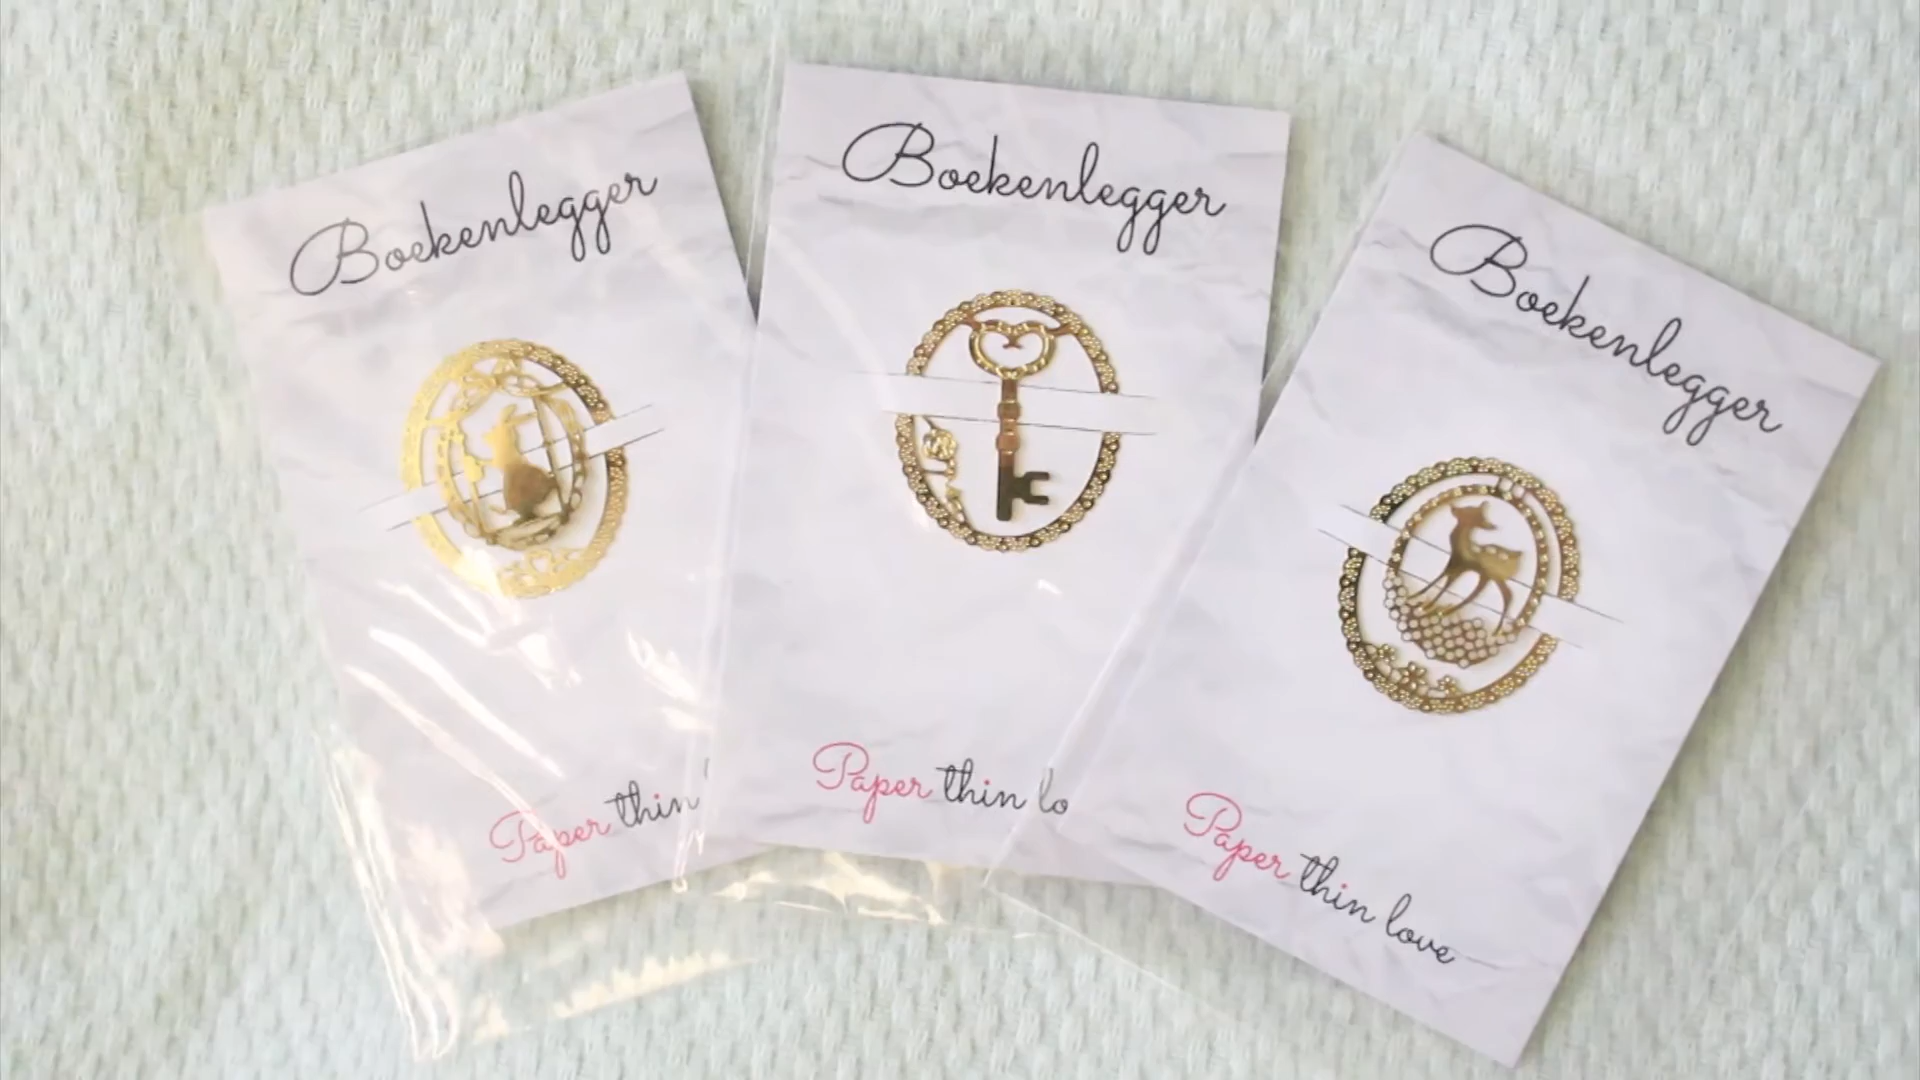 Boekenlegger
Paper thin
Boekenlegger
Paper thin lo
Boekenlegger
Paper thin love